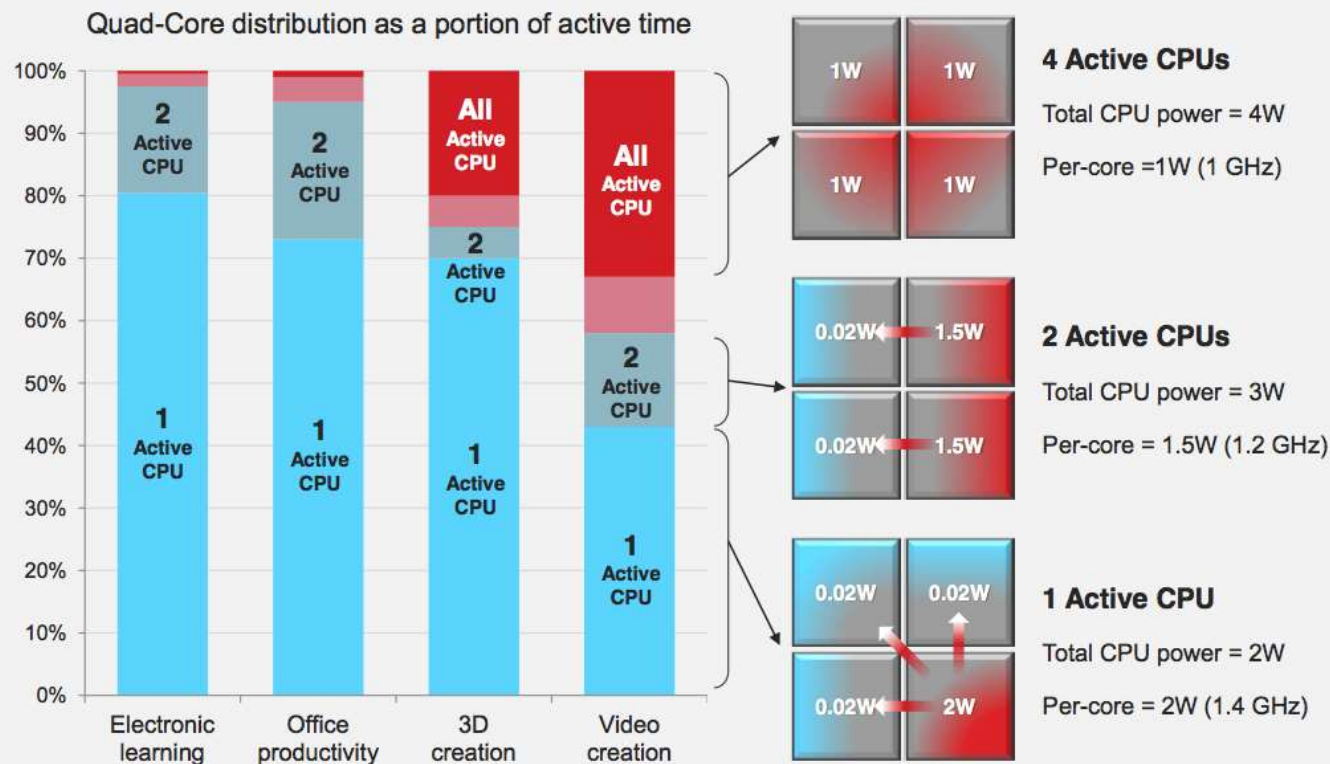 Quad-Core distribution as a portion of active time
100%
90%
80%
70%
60%
50%
40%
30%
20%
10%
0%
2
Active
CPU
1
Active
CPU
2
Active
CPU
1
Active
CPU
All
Active
CPU
2
Active
CPU
1
Active
CPU
All
Active
CPU
2
Active
CPU
1
Active
CPU
Electronic
learning
Office
productivity
3D
creation
Video
creation
1W 1W
1W 1W
4 Active CPUs
Total CPU power = 4W
Per-core =1W (1 GHz)
0.02W 1.5W
0.02W 1.5W
2 Active CPUs
Total CPU power = 3W
Per-core = 1.5W (1.2 GHz)
0.02W 0.02W
0.02W 2W
1 Active CPU
Total CPU power = 2W
Per-core = 2W (1.4 GHz)